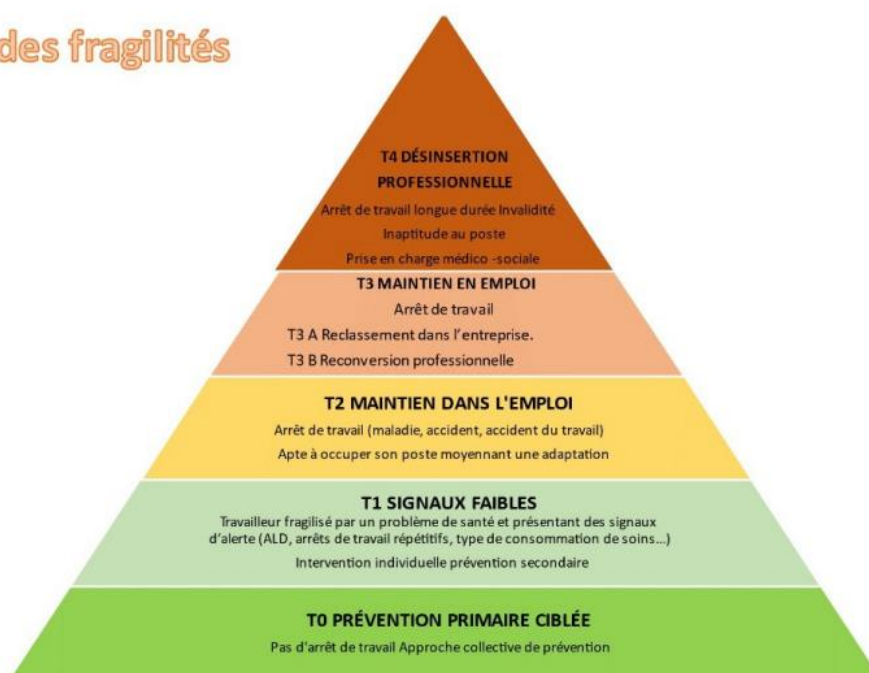 des fragilités
T4 DÉSINSERTION
PROFESSIONNELLE
Arrêt de travail longue durée Invalidité
Inaptitude au poste
Prise en charge médico -sociale
T3 MAINTIEN EN EMPLOI
Arrêt de travail
T3 A Reclassement dans l'entreprise.
T3 B Reconversion professionnelle
T2 MAINTIEN DANS L'EMPLOI
Arrêt de travail (maladie, accident, accident du travail)
Apte à occuper son poste moyennant une adaptation
T1 SIGNAUX FAIBLES
Travailleur fragilisé par un problème de santé et présentant des signaux
d'alerte (ALD, arrêts de travail répétitifs, type de consommation de soins...)
Intervention individuelle prévention secondaire
T0 PRÉVENTION PRIMAIRE CIBLÉE
Pas d'arrêt de travail Approche collective de prévention